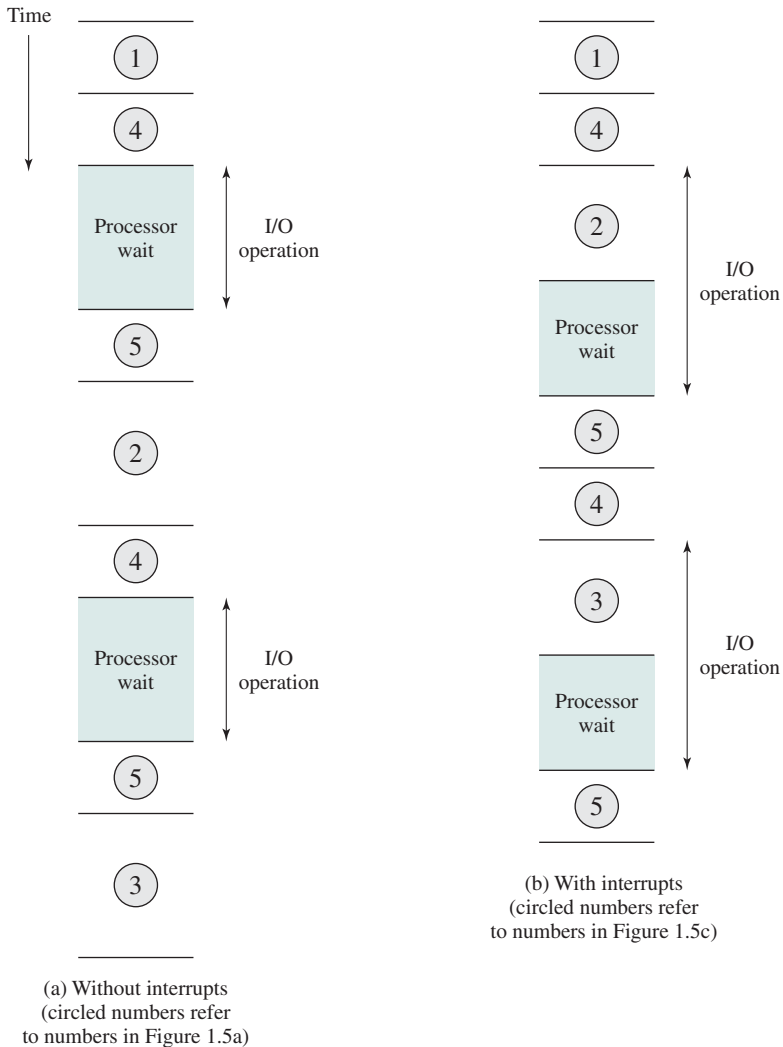 Time
1
4
Processor
wait
I/O
operation
5
2
4
Processor
wait
I/O
operation
5
3
(a) Without interrupts
(circled numbers refer
to numbers in Figure 1.5a)
1
4
2
I/O
operation
Processor
wait
5
4
3
I/O
operation
Processor
wait
5
(b) With interrupts
(circled numbers refer
to numbers in Figure 1.5c)